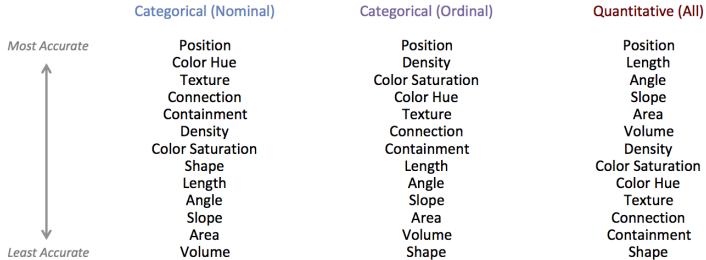 Categorical (Nominal) Categorical (Ordinal) Quantitative (All)
Most Accurate Position Position Position
Color Hue Density Length
Texture Color Saturation Angle
Connection Color Hue Slope
Containment Texture Area
Density Connection Volume
Color Saturation Containment Density
Shape Length Color Saturation
Length Angle Color Hue
Angle Slope Texture
Slope Area Connection
Area Volume Containment
Least Accurate Volume Shape Shape